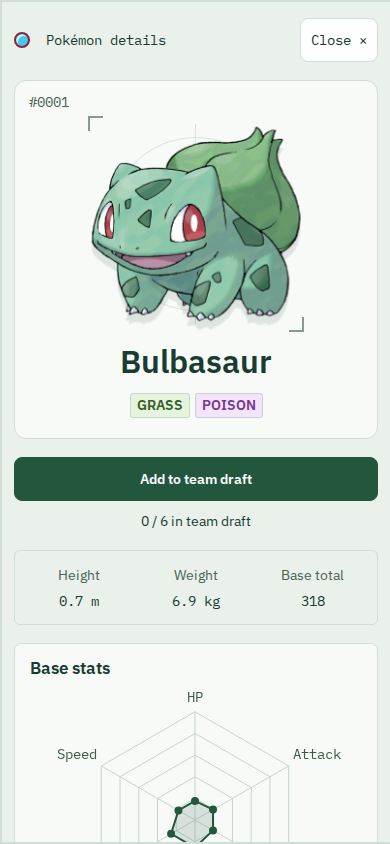 Pokémon details
Close ×
#0001
Bulbasaur
GRASS POISON
Add to team draft
0 / 6 in team draft
Height Weight Base total
0.7 m 6.9 kg 318
Base stats
HP
Speed Attack